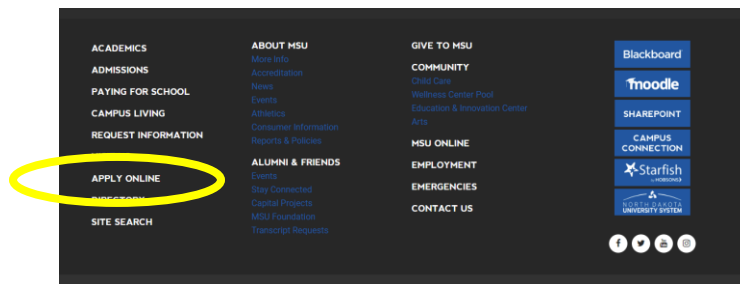 ACADEMICS
ADMISSIONS
PAYING FOR SCHOOL
CAMPUS LIVING
REQUEST INFORMATION
APPLY ONLINE
DIRECTORY
SITE SEARCH
ABOUT MSU
More Info
Accreditation
News
Events
Athletics
Consumer Information
Reports & Policies
ALUMNI & FRIENDS
Events
Stay Connected
Capital Projects
MSU Foundation
Transcript Requests
GIVE TO MSU
COMMUNITY
Child Care
Wellness Center Pool
Education & Innovation Center
Arts
MSU ONLINE
EMPLOYMENT
EMERGENCIES
CONTACT US
Blackboard
moodle
SHAREPOINT
CAMPUS
CONNECTION
Starfish
by HOBSONS
NORTH DAKOTA
UNIVERSITY SYSTEM